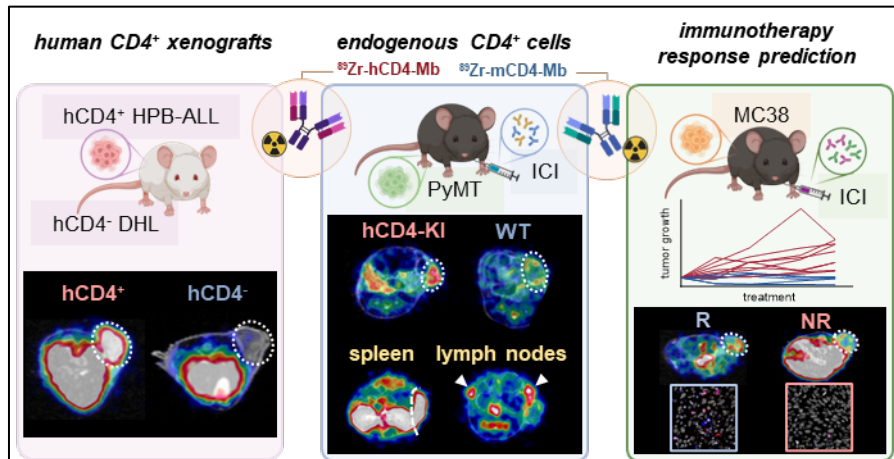 human CD4⁺ xenografts
hCD4⁺ HPB-ALL
hCD4⁻ DHL
hCD4⁺
hCD4⁻
endogenous CD4⁺ cells
⁸⁹Zr-hCD4-Mb
⁸⁹Zr-mCD4-Mb
ICI
PyMT
hCD4-KI
WT
spleen
lymph nodes
immunotherapy
response prediction
MC38
ICI
tumor growth
treatment
R
NR